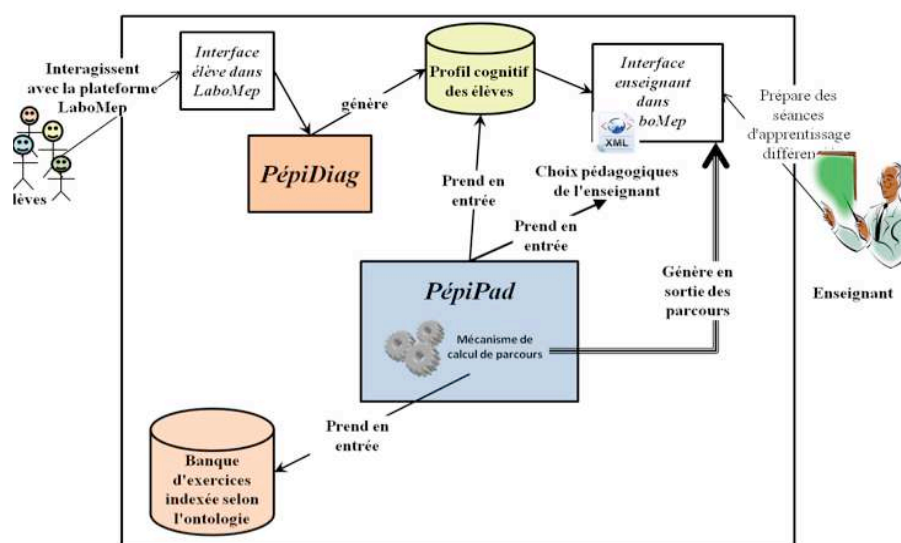 Interagissent
avec la plateforme
LaboMep
lèves
Interface
élève dans
LaboMep
génère
PépiDiag
Profil cognitif
des élèves
Interface
enseignant
dans
boMep
XML
Choix pédagogiques
de l'enseignant
Prépare des
séances
d'apprentissage
différen
Enseignant
Prend en
entrée
Prend en
entrée
PépiPad
Mécanisme de
calcul de parcours
Génère en
sortie des
parcours
Prend en
entrée
Banque
d'exercices
indexée selon
l'ontologie